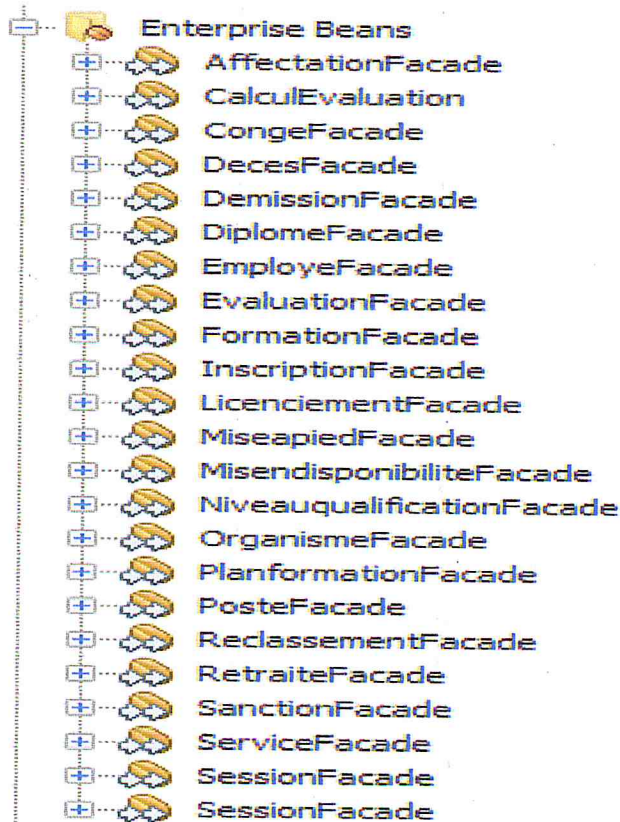 Enterprise Beans
AffectationFacade
CalculEvaluation
CongeFacade
DecesFacade
DemissionFacade
DiplomeFacade
EmployeFacade
EvaluationFacade
FormationFacade
InscriptionFacade
LicenciementFacade
MiseapiedFacade
MisendisponibiliteFacade
NiveauqualificationFacade
OrganismeFacade
PlanformationFacade
PosteFacade
ReclassementFacade
RetraiteFacade
SanctionFacade
ServiceFacade
SessionFacade
SessionFacade